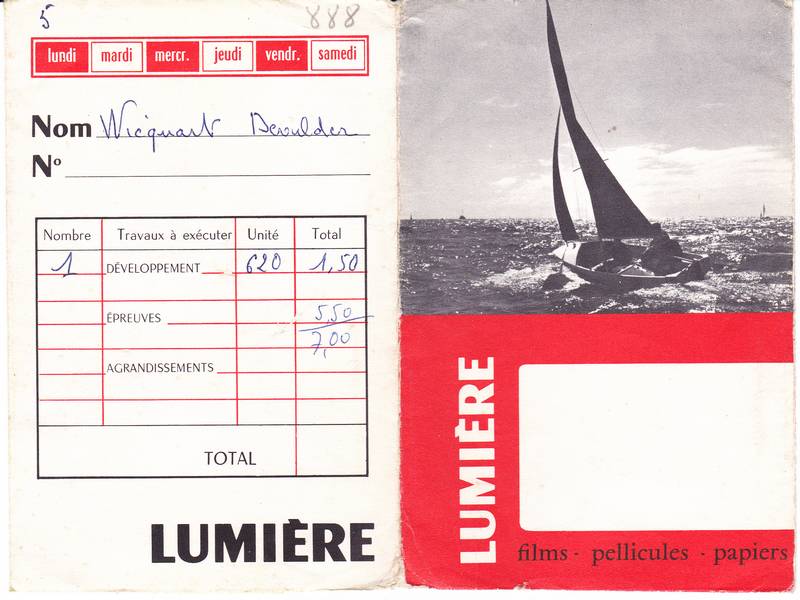 5
888
lundi mardi mercr. jeudi vendr. samedi
Nom Wicquart Devulder
Nº
Nombre Travaux à exécuter Unité Total
1 DÉVELOPPEMENT 620 1,50
ÉPREUVES 5,50
7,00
AGRANDISSEMENTS
TOTAL
LUMIÈRE
LUMIÈRE
films · pellicules · papiers